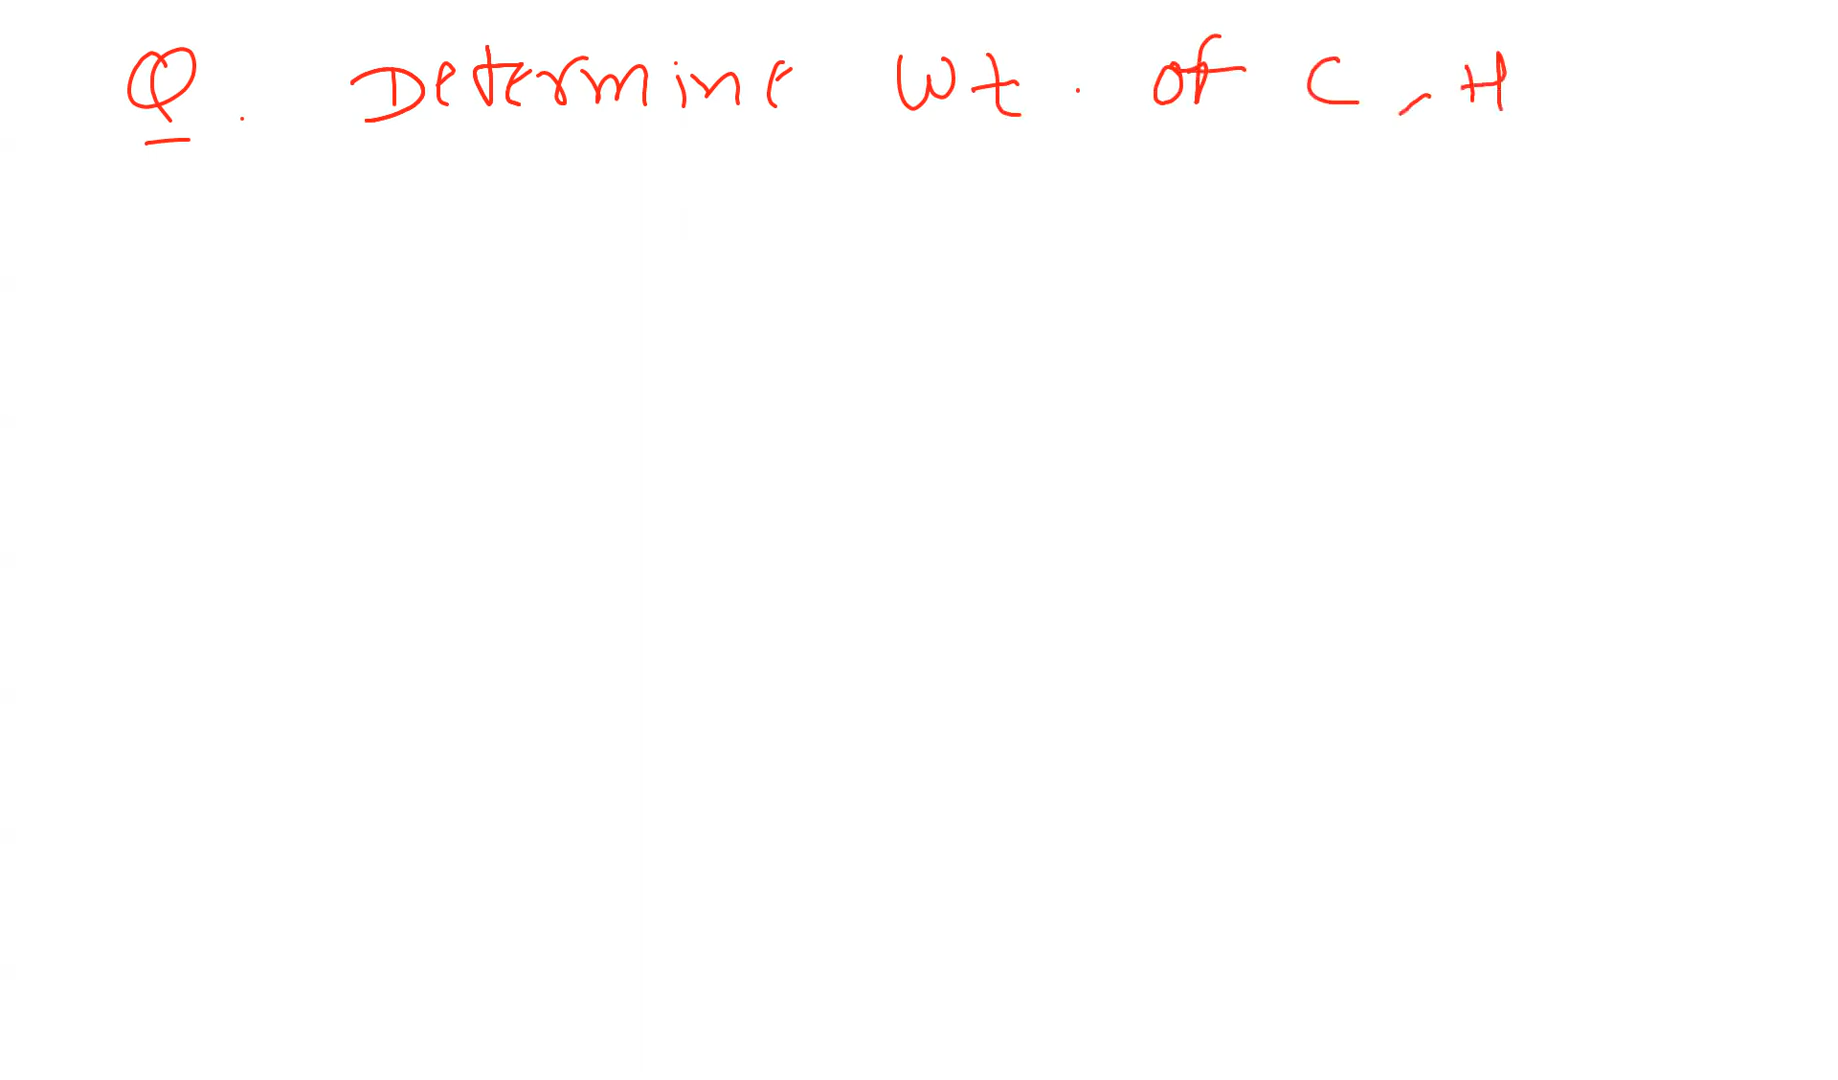 Q. Determine Wt. of C, H